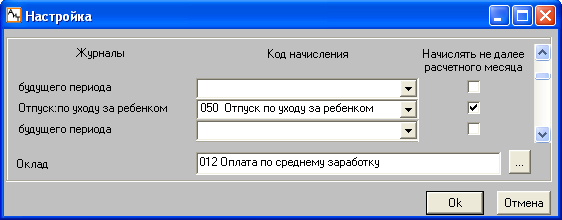 Настройка
Журналы Код начисления Начислять не далее
расчетного месяца
будущего периода
Отпуск:по уходу за ребенком 050 Отпуск по уходу за ребенком
будущего периода
Оклад 012 Оплата по среднему заработку ...
Ok Отмена